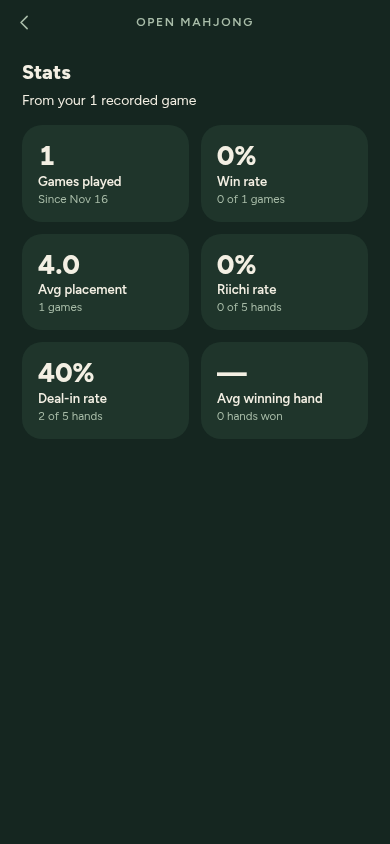 OPEN MAHJONG
Stats
From your 1 recorded game
1
Games played
Since Nov 16
0%
Win rate
0 of 1 games
4.0
Avg placement
1 games
0%
Riichi rate
0 of 5 hands
40%
Deal-in rate
2 of 5 hands
—
Avg winning hand
0 hands won